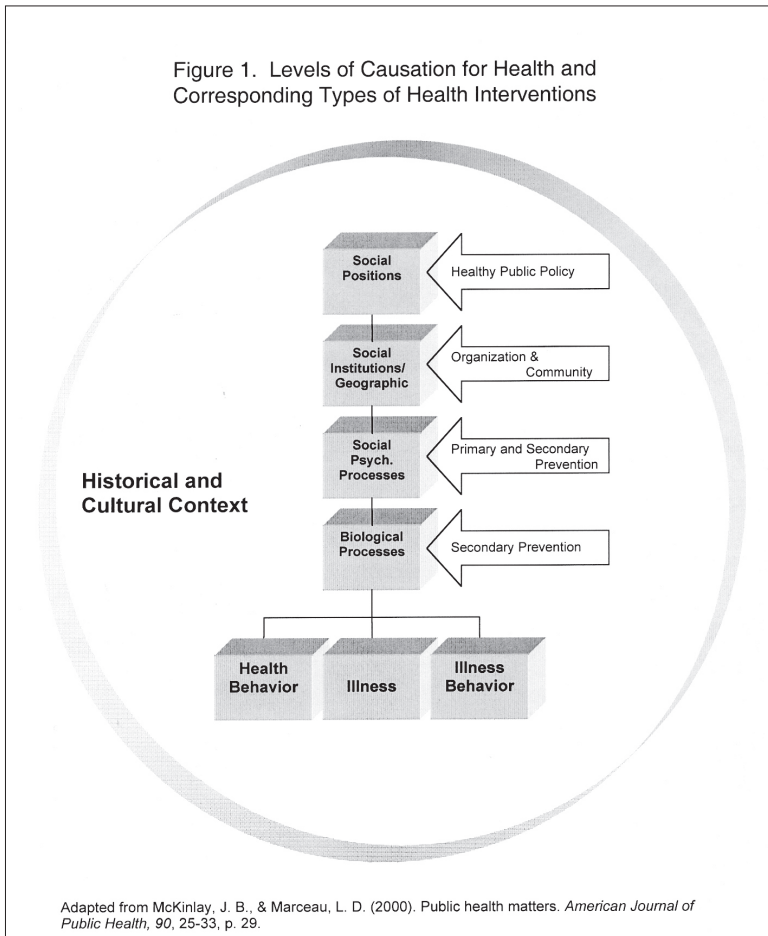 Figure 1. Levels of Causation for Health and
Corresponding Types of Health Interventions
Social
Positions
Healthy Public Policy
Social
Institutions/
Geographic
Organization &
Community
Social
Psych.
Processes
Primary and Secondary
Prevention
Historical and
Cultural Context
Biological
Processes
Secondary Prevention
Health
Behavior
Illness
Illness
Behavior
Adapted from McKinlay, J. B., & Marceau, L. D. (2000). Public health matters. American Journal of
Public Health, 90, 25-33, p. 29.